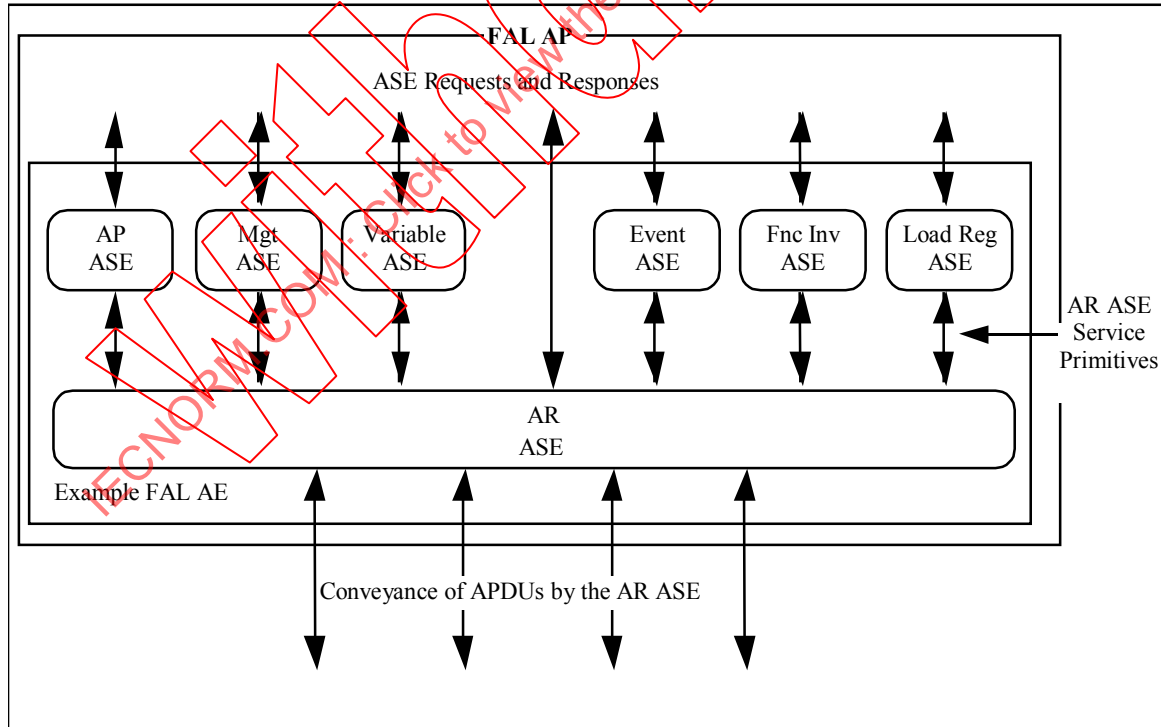 FAL AP
ASE Requests and Responses
AP
ASE
Mgt
ASE
Variable
ASE
Event
ASE
Fnc Inv
ASE
Load Reg
ASE
AR ASE
Service
Primitives
AR
ASE
Example FAL AE
Conveyance of APDUs by the AR ASE
IECNORM.COM : Click to view the